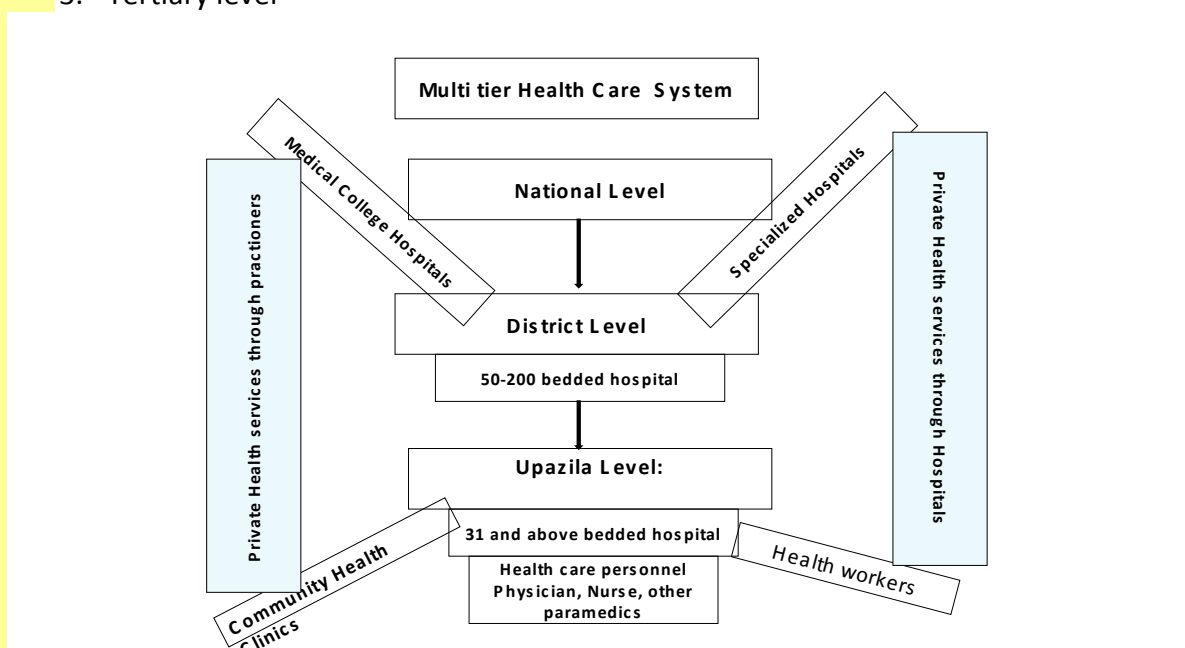 3. Tertiary level
Multi tier Health Care System
Medical College Hospitals
Specialized Hospitals
National Level
Private Health services through practioners
Private Health services through Hospitals
District Level
50-200 bedded hospital
Upazila Level:
31 and above bedded hospital
Health care personnel
Physician, Nurse, other
paramedics
Community Health
Clinics
Health workers